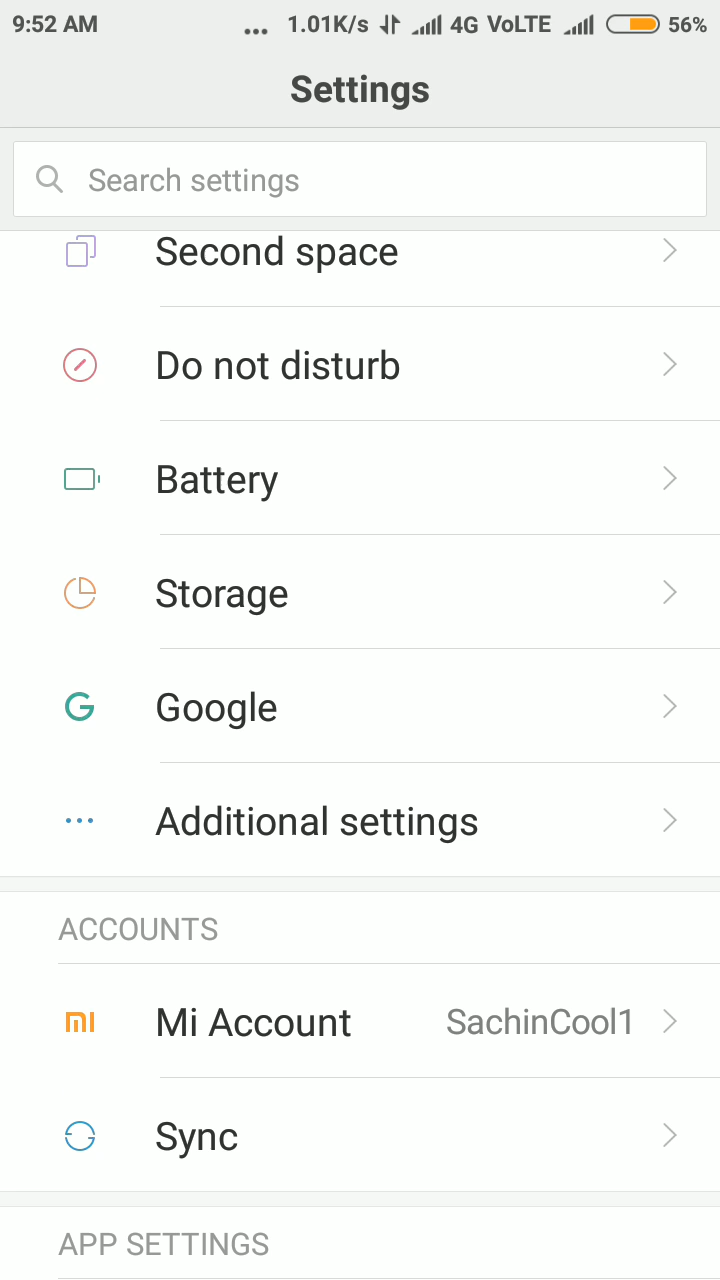 9:52 AM ... 1.01K/s 4G VoLTE 56%
Settings
Search settings
Second space
Do not disturb
Battery
Storage
Google
Additional settings
ACCOUNTS
Mi Account SachinCool1
Sync
APP SETTINGS